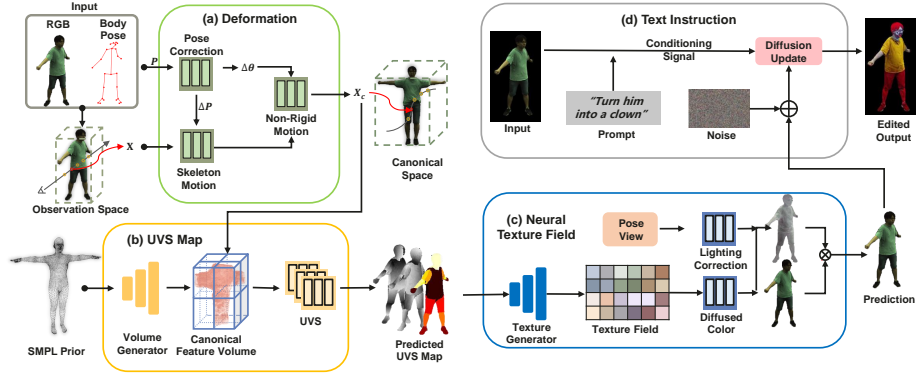 Input
RGB
Body
Pose
(a) Deformation
P
Pose
Correction
Δθ
ΔP
Non-Rigid
Motion
Skeleton
Motion
X
Observation Space
X_c
Canonical
Space
(d) Text Instruction
Input
Conditioning
Signal
"Turn him
into a clown"
Prompt
Noise
Diffusion
Update
Edited
Output
(b) UVS Map
SMPL Prior
Volume
Generator
Canonical
Feature Volume
UVS
Predicted
UVS Map
(c) Neural
Texture Field
Pose
View
Lighting
Correction
Texture
Generator
Texture Field
Diffused
Color
Prediction